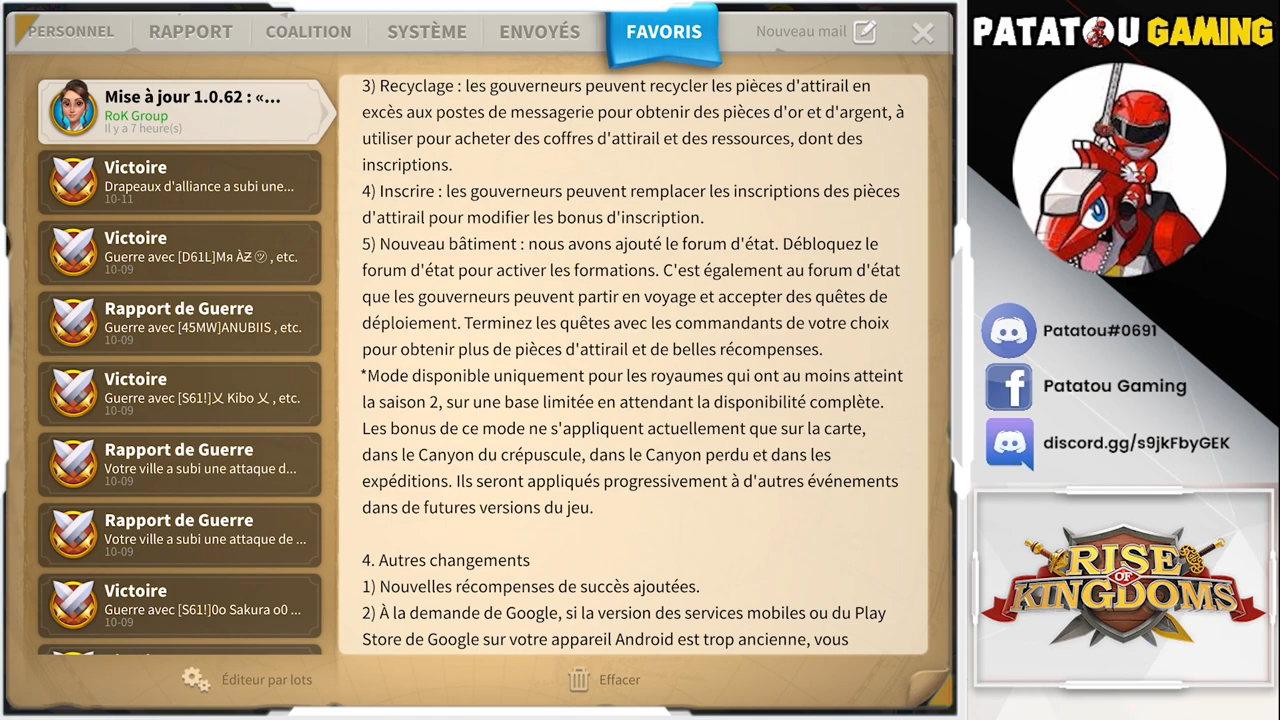 PERSONNEL
RAPPORT
COALITION
SYSTÈME
ENVOYÉS
FAVORIS
Nouveau mail
Mise à jour 1.0.62 : «...
RoK Group
Il y a 7 heure(s)
Victoire
Drapeaux d'alliance a subi une...
10-11
Victoire
Guerre avec [D61L]Mя ÀƵ ㋡ , etc.
10-09
Rapport de Guerre
Guerre avec [45MW]ANUBIIS , etc.
10-09
Victoire
Guerre avec [S61!]乂 Kibo 乂 , etc.
10-09
Rapport de Guerre
Votre ville a subi une attaque d...
10-09
Rapport de Guerre
Votre ville a subi une attaque de ...
10-09
Victoire
Guerre avec [S61!]0o Sakura o0 ...
10-09
3) Recyclage : les gouverneurs peuvent recycler les pièces d'attirail en
excès aux postes de messagerie pour obtenir des pièces d'or et d'argent, à
utiliser pour acheter des coffres d'attirail et des ressources, dont des
inscriptions.
4) Inscrire : les gouverneurs peuvent remplacer les inscriptions des pièces
d'attirail pour modifier les bonus d'inscription.
5) Nouveau bâtiment : nous avons ajouté le forum d'état. Débloquez le
forum d'état pour activer les formations. C'est également au forum d'état
que les gouverneurs peuvent partir en voyage et accepter des quêtes de
déploiement. Terminez les quêtes avec les commandants de votre choix
pour obtenir plus de pièces d'attirail et de belles récompenses.
*Mode disponible uniquement pour les royaumes qui ont au moins atteint
la saison 2, sur une base limitée en attendant la disponibilité complète.
Les bonus de ce mode ne s'appliquent actuellement que sur la carte,
dans le Canyon du crépuscule, dans le Canyon perdu et dans les
expéditions. Ils seront appliqués progressivement à d'autres événements
dans de futures versions du jeu.
4. Autres changements
1) Nouvelles récompenses de succès ajoutées.
2) À la demande de Google, si la version des services mobiles ou du Play
Store de Google sur votre appareil Android est trop ancienne, vous
Éditeur par lots
Effacer
PATATOU GAMING
Patatou#0691
Patatou Gaming
discord.gg/s9jkFbyGEK
RISE
OF
KINGDOMS